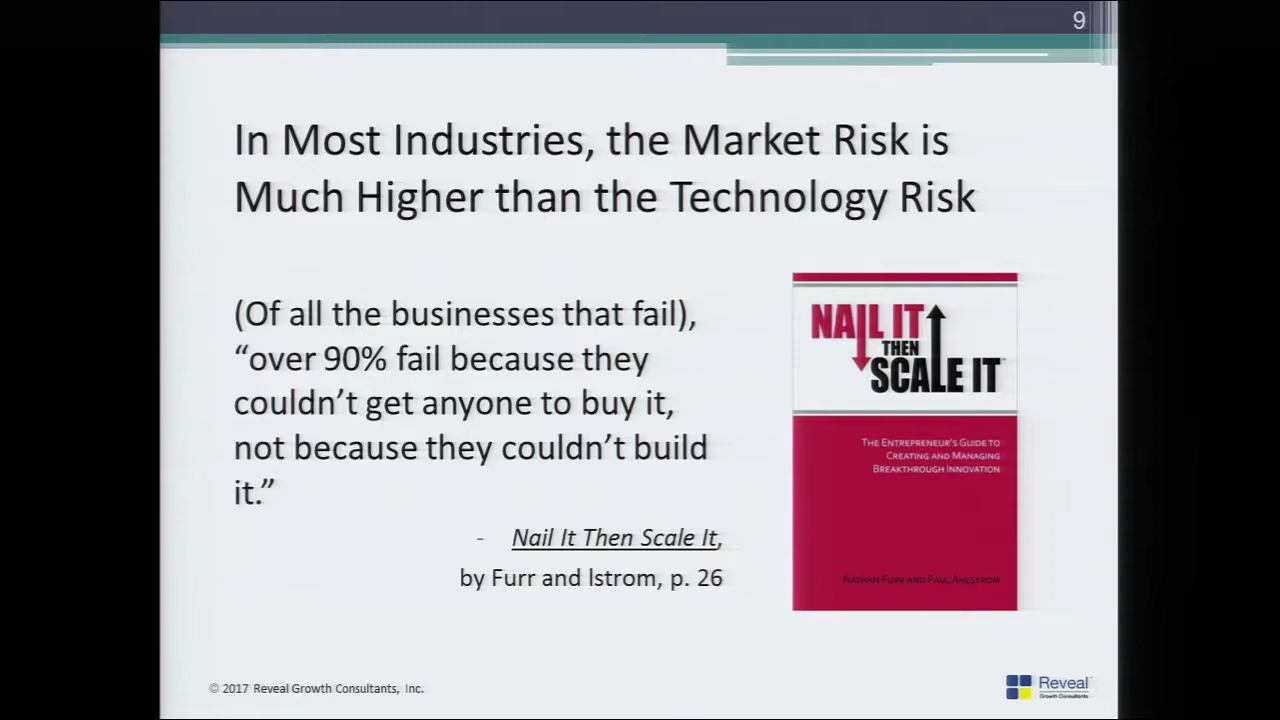 9
In Most Industries, the Market Risk is
Much Higher than the Technology Risk
(Of all the businesses that fail),
“over 90% fail because they
couldn’t get anyone to buy it,
not because they couldn’t build
it.”
- Nail It Then Scale It,
by Furr and lstrom, p. 26
NAIL IT
THEN
SCALE IT
THE ENTREPRENEUR'S GUIDE TO
CREATING AND MANAGING
BREAKTHROUGH INNOVATION
NATHAN FURR AND PAUL AHLSTROM
© 2017 Reveal Growth Consultants, Inc.
Reveal
Growth Consultants